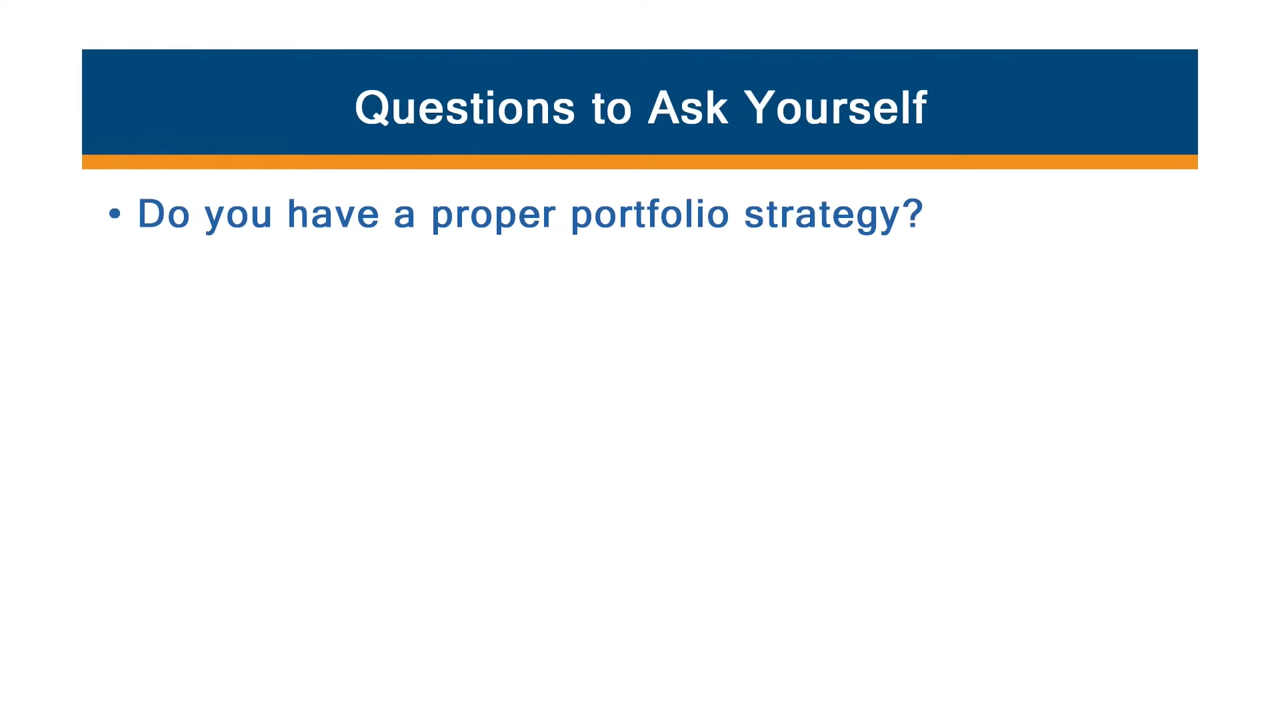 Questions to Ask Yourself
• Do you have a proper portfolio strategy?